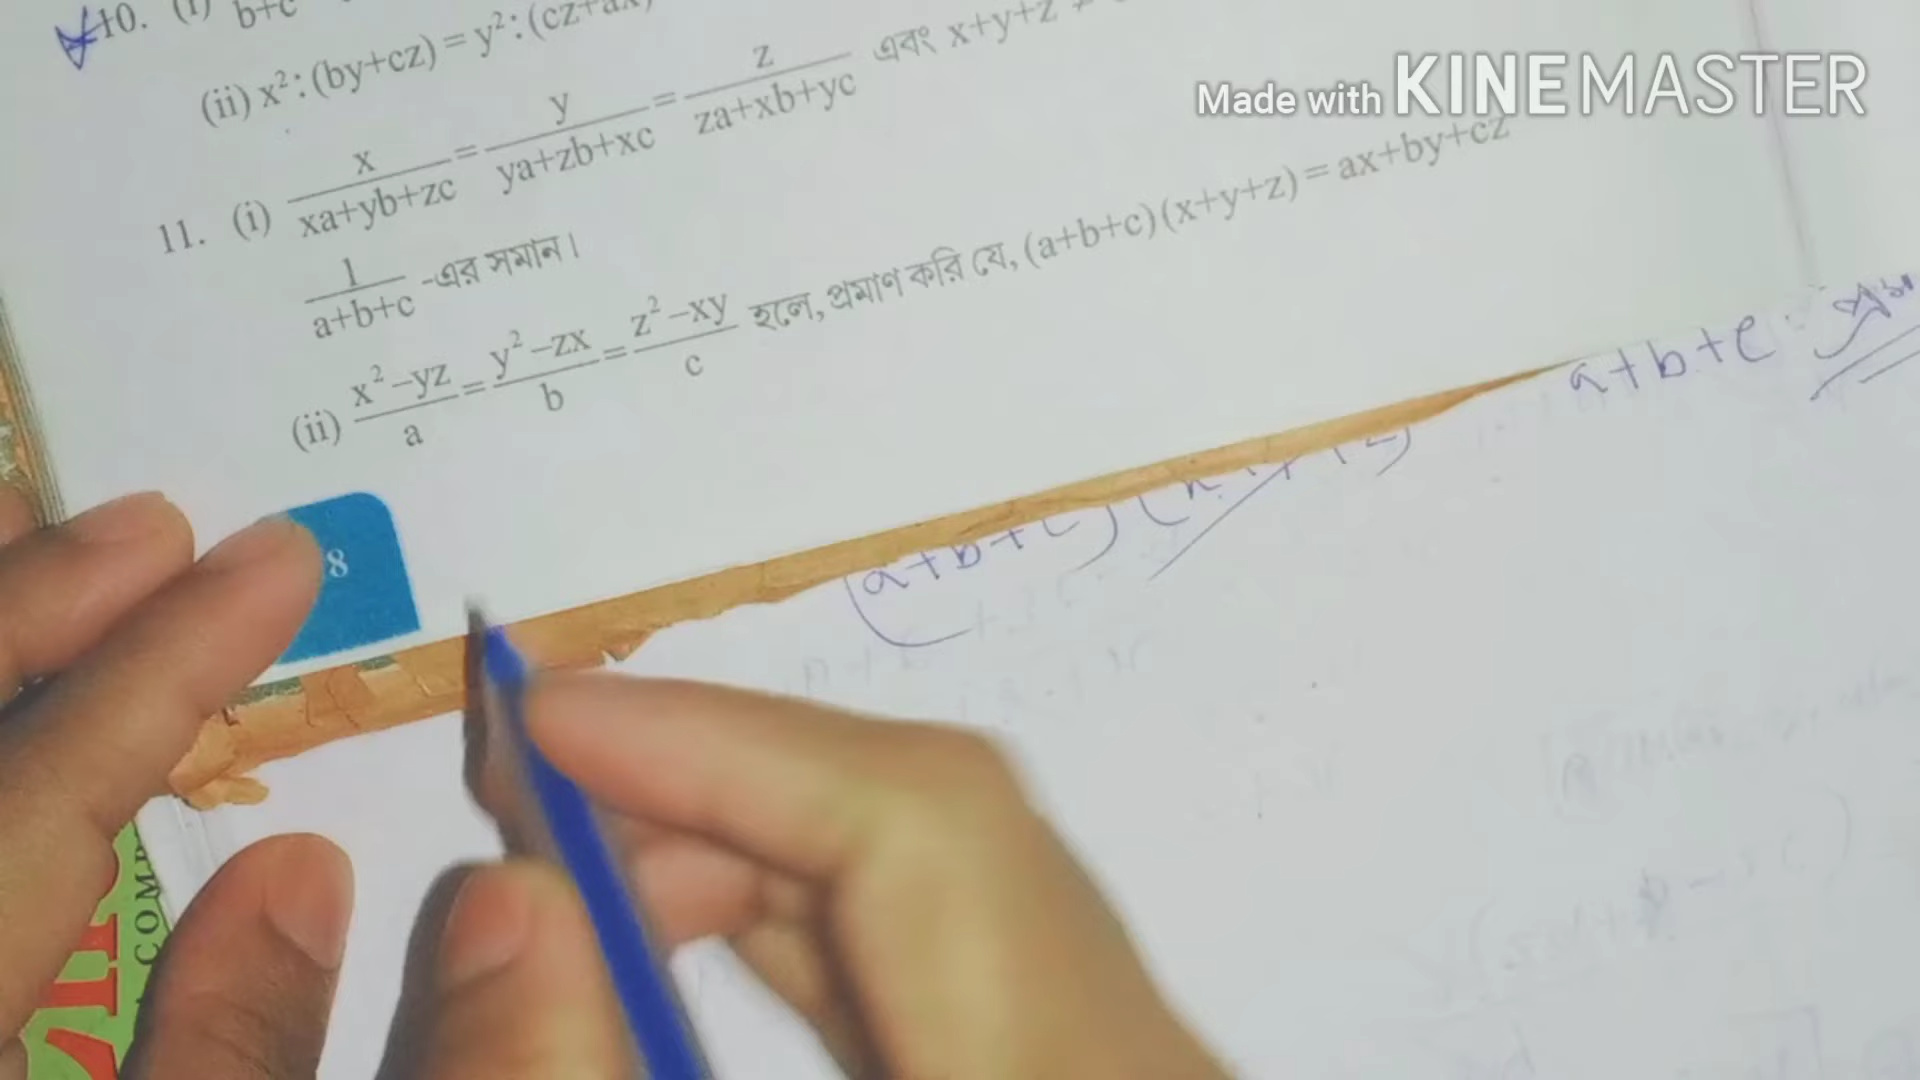 10. (i) b+c
(ii) x²: (by+cz) = y²: (cz+ax)
11. (i) x/(xa+yb+zc) = y/(ya+zb+xc) = z/(za+xb+yc) এবং x+y+z ≠
1/(a+b+c) -এর সমান।
(ii) (x²–yz)/a = (y²–zx)/b = (z²–xy)/c হলে, প্রমাণ করি যে, (a+b+c) (x+y+z) = ax+by+cz
Made with KINEMASTER
a+b+c
(a+b+c) (x+y+z)
8
COM